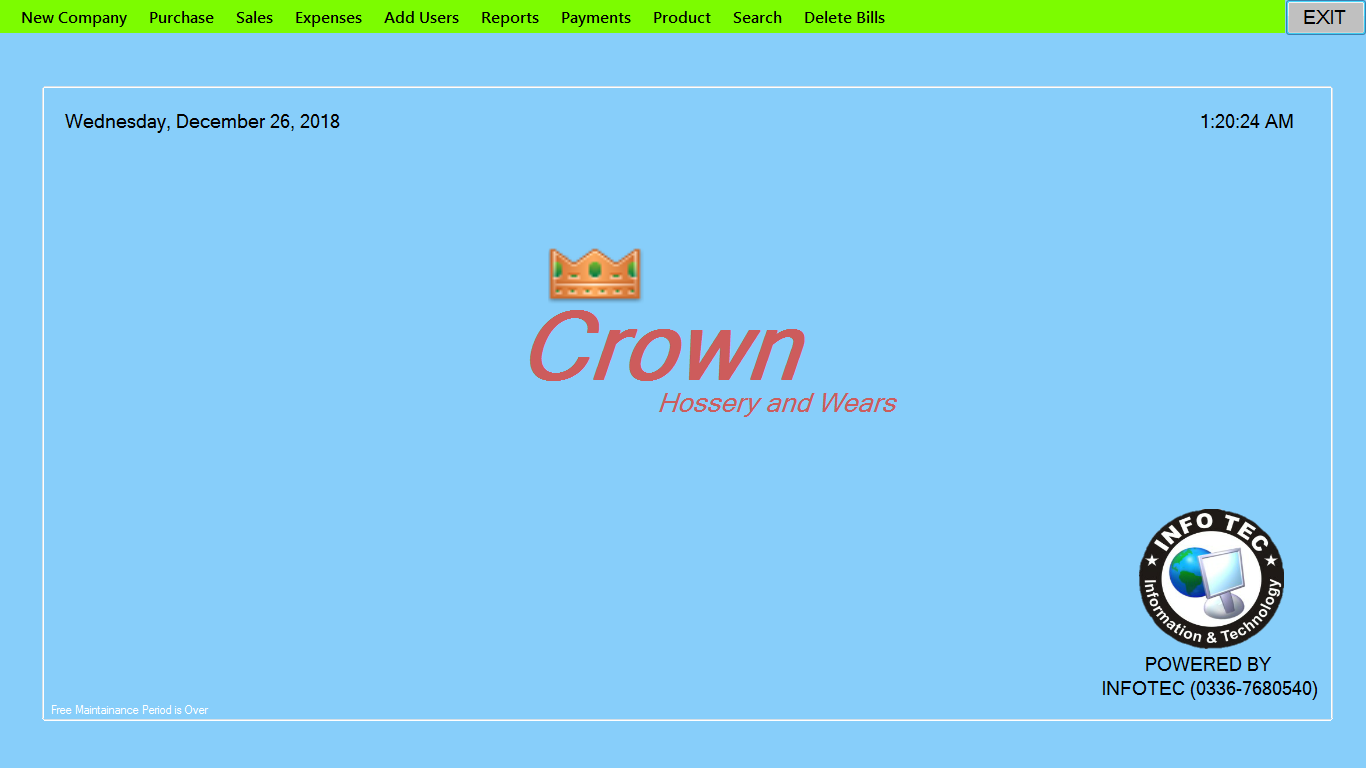 New Company Purchase Sales Expenses Add Users Reports Payments Product Search Delete Bills EXIT
Wednesday, December 26, 2018 1:20:24 AM
Crown
Hossery and Wears
INFO TEC
Information & Technology
POWERED BY
INFOTEC (0336-7680540)
Free Maintainance Period is Over